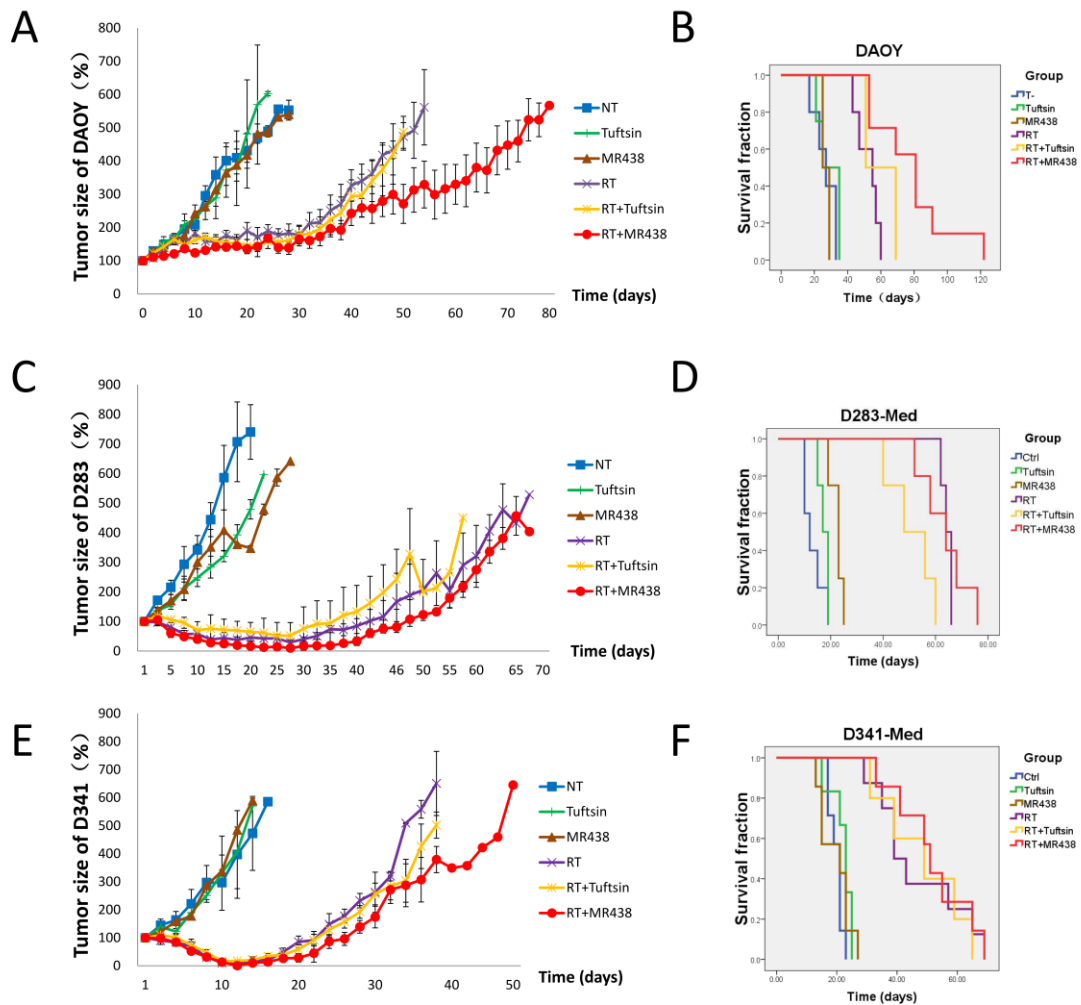 A
Tumor size of DAOY (%)
800
700
600
500
400
300
200
100
0
0 10 20 30 40 50 60 70 80
Time (days)
NT
Tuftsin
MR438
RT
RT+Tuftsin
RT+MR438
B
DAOY
Survival fraction
1.0
0.8
0.6
0.4
0.2
0.0
0 20 40 60 80 100 120
Time (days)
Group
T-
Tuftsin
MR438
RT
RT+Tuftsin
RT+MR438
C
Tumor size of D283 (%)
900
800
700
600
500
400
300
200
100
0
1 5 10 15 20 25 30 35 40 46 50 55 60 65 70
Time (days)
NT
Tuftsin
MR438
RT
RT+Tuftsin
RT+MR438
D
D283-Med
Survival fraction
1.0
0.8
0.6
0.4
0.2
0.0
.00 20.00 40.00 60.00 80.00
Time (days)
Group
Ctrl
Tuftsin
MR438
RT
RT+Tuftsin
RT+MR438
E
Tumor size of D341 (%)
900
800
700
600
500
400
300
200
100
0
1 10 20 30 40 50
Time (days)
NT
Tuftsin
MR438
RT
RT+Tuftsin
RT+MR438
F
D341-Med
Survival fraction
1.0
0.8
0.6
0.4
0.2
0.0
.00 20.00 40.00 60.00
Time (days)
Group
Ctrl
Tuftsin
MR438
RT
RT+Tuftsin
RT+MR438